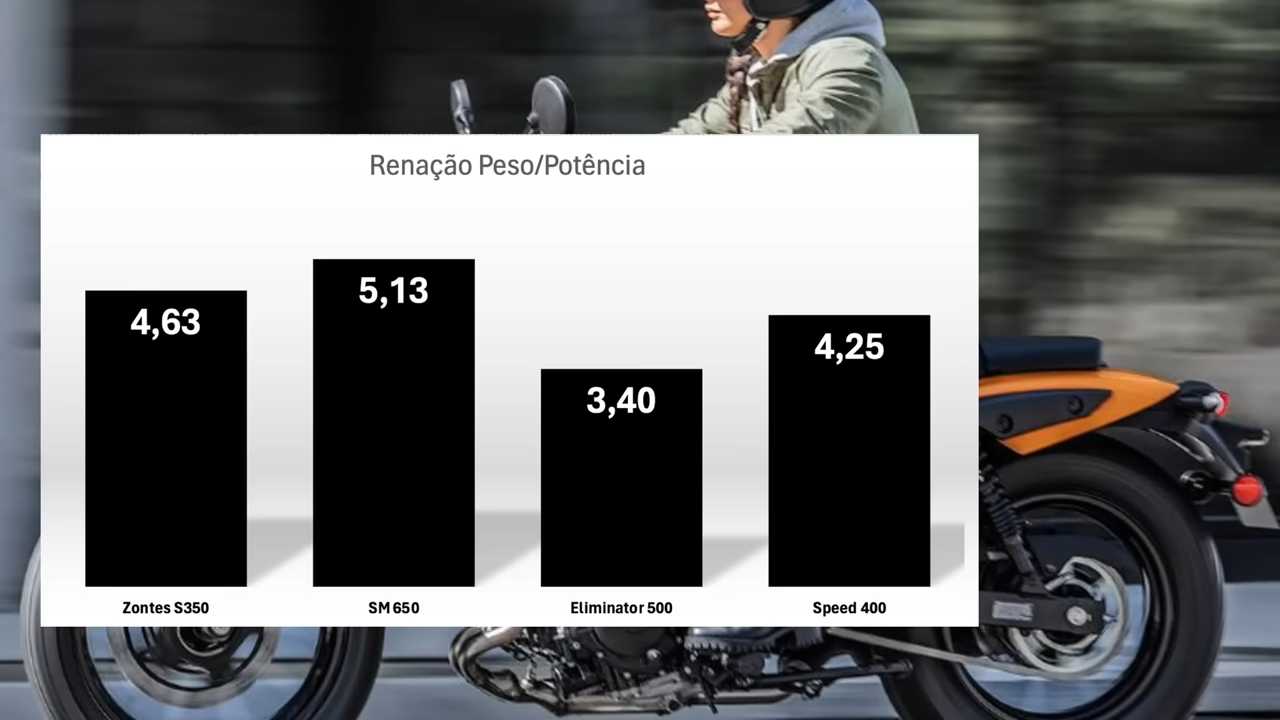 Renação Peso/Potência
4,63
5,13
3,40
4,25
Zontes S350
SM 650
Eliminator 500
Speed 400